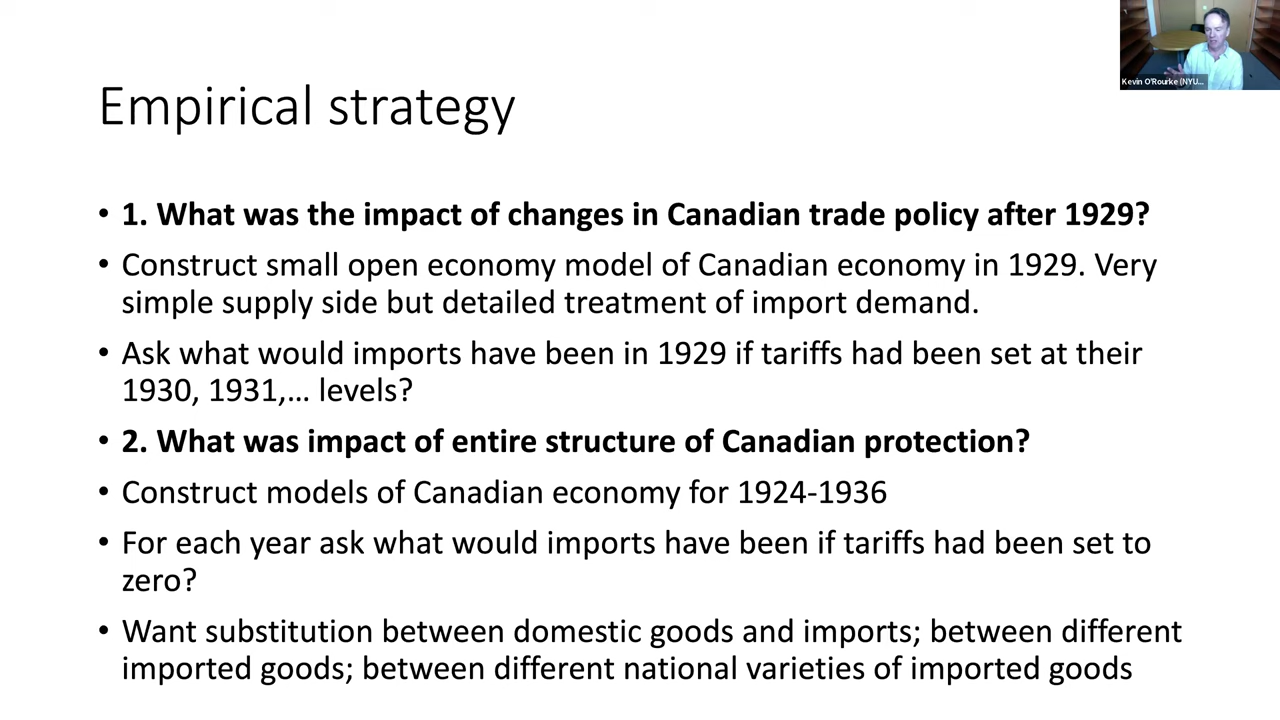 Kevin O'Rourke (NYU...
Empirical strategy
• 1. What was the impact of changes in Canadian trade policy after 1929?
• Construct small open economy model of Canadian economy in 1929. Very
simple supply side but detailed treatment of import demand.
• Ask what would imports have been in 1929 if tariffs had been set at their
1930, 1931,... levels?
• 2. What was impact of entire structure of Canadian protection?
• Construct models of Canadian economy for 1924-1936
• For each year ask what would imports have been if tariffs had been set to
zero?
• Want substitution between domestic goods and imports; between different
imported goods; between different national varieties of imported goods